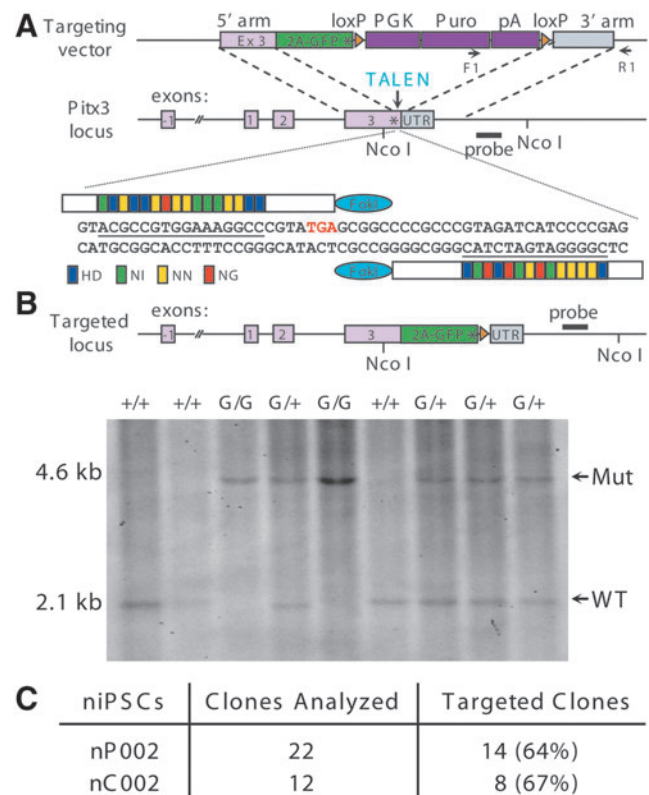 A
Targeting vector
5' arm
loxP PGK Puro pA loxP 3' arm
Ex 3
2A-GFP*
F1
R1
TALEN
Pitx3 locus
exons:
-1
1
2
3
*
UTR
Nco I
Nco I
probe
FokI
GTACGCCGTGGAAAGGCCCGTATGAGCGGCCCCGCCCGTAGATCATCCCCGAG
CATGCGGCACCTTTCCGGGCATACTCGCCGGGGCGGGCATCTAGTAGGGGCTC
HD NI NN NG
FokI
B
Targeted locus
exons:
-1
1
2
3
2A-GFP*
UTR
probe
Nco I
Nco I
+/+ +/+ G/G G/+ G/G +/+ G/+ G/+ G/+
4.6 kb
Mut
2.1 kb
WT
C
niPSCs Clones Analyzed Targeted Clones
nP002 22 14 (64%)
nC002 12 8 (67%)